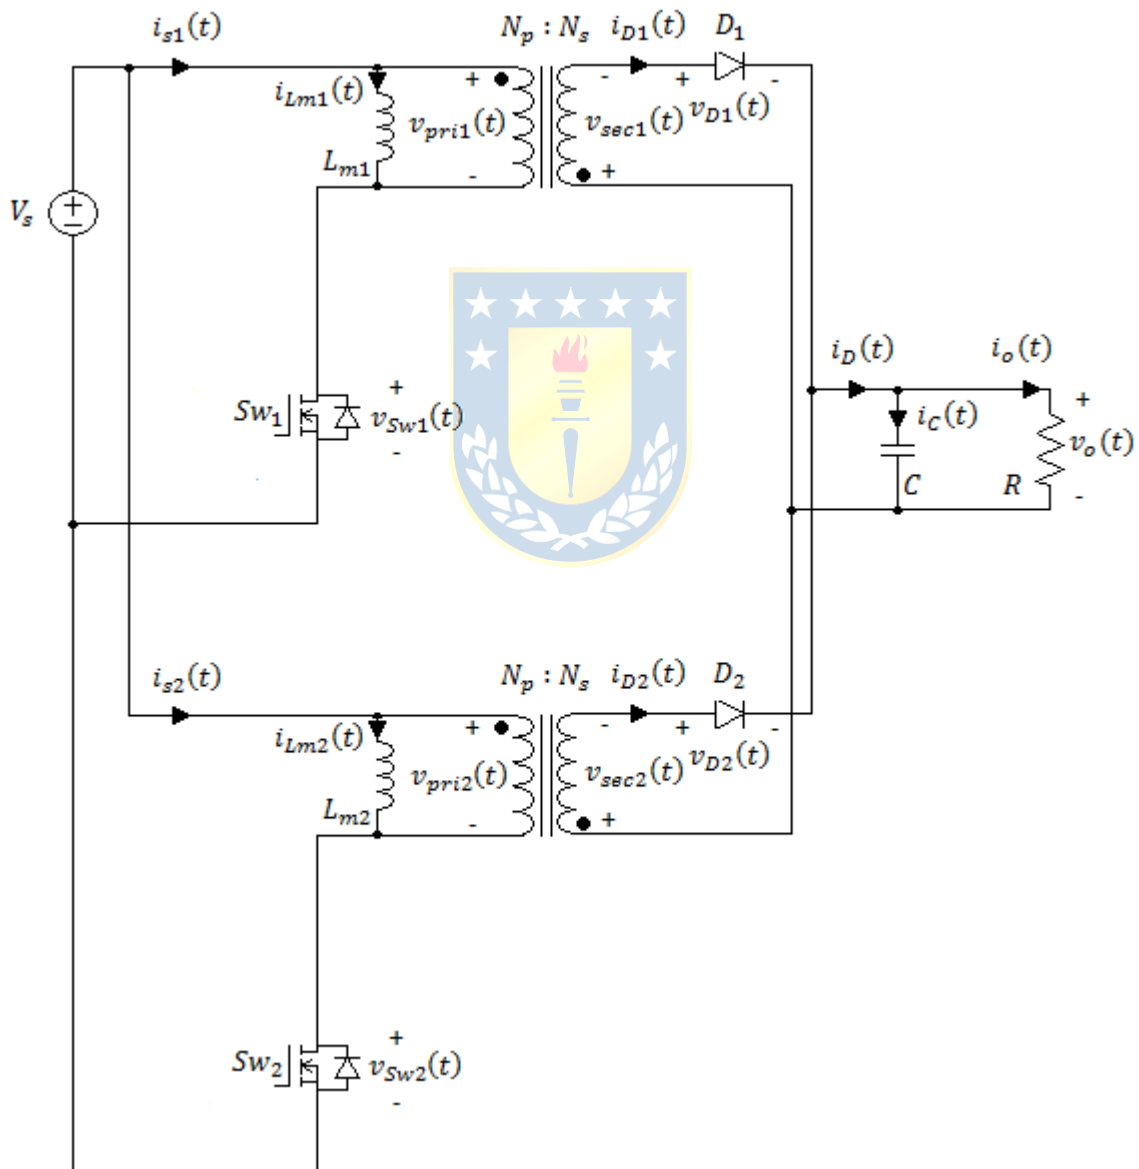 i_{s1}(t)
N_p : N_s
i_{D1}(t)
D_1
i_{Lm1}(t)
+
-
+
-
v_{pri1}(t)
v_{sec1}(t)
v_{D1}(t)
L_{m1}
-
+
V_s
+
-
Sw_1
+
v_{Sw1}(t)
-
i_D(t)
i_o(t)
+
i_C(t)
v_o(t)
C
R
-
i_{s2}(t)
N_p : N_s
i_{D2}(t)
D_2
i_{Lm2}(t)
+
-
+
-
v_{pri2}(t)
v_{sec2}(t)
v_{D2}(t)
L_{m2}
-
+
Sw_2
+
v_{Sw2}(t)
-